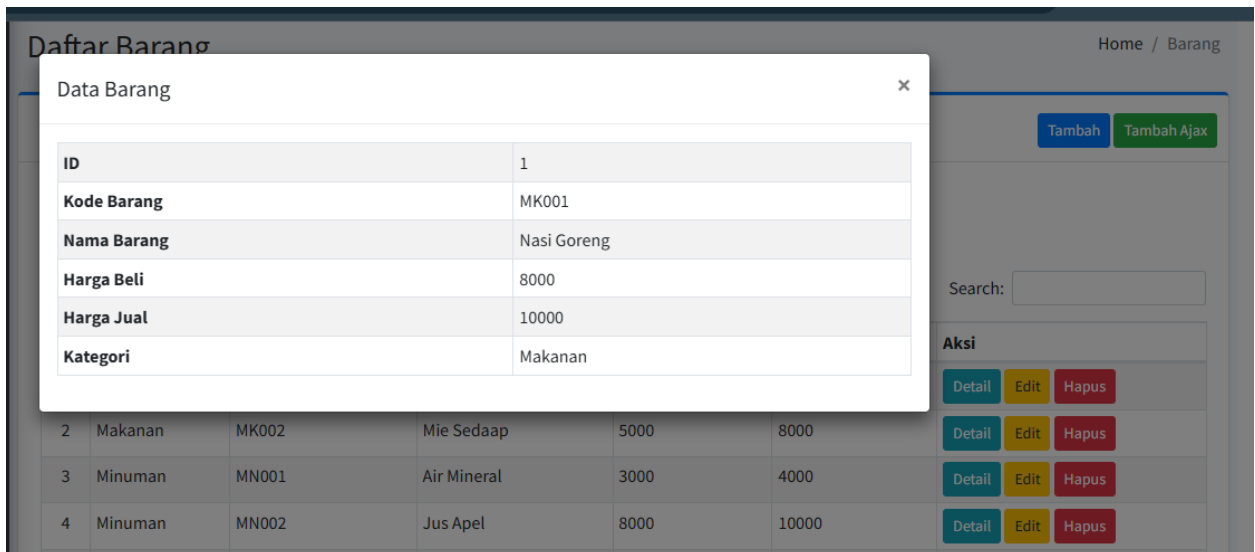 Daftar Barang
Home / Barang
Data Barang
×
Tambah
Tambah Ajax
ID 1
Kode Barang MK001
Nama Barang Nasi Goreng
Harga Beli 8000
Search:
Harga Jual 10000
Aksi
Kategori Makanan
Detail Edit Hapus
2 Makanan MK002 Mie Sedaap 5000 8000 Detail Edit Hapus
3 Minuman MN001 Air Mineral 3000 4000 Detail Edit Hapus
4 Minuman MN002 Jus Apel 8000 10000 Detail Edit Hapus